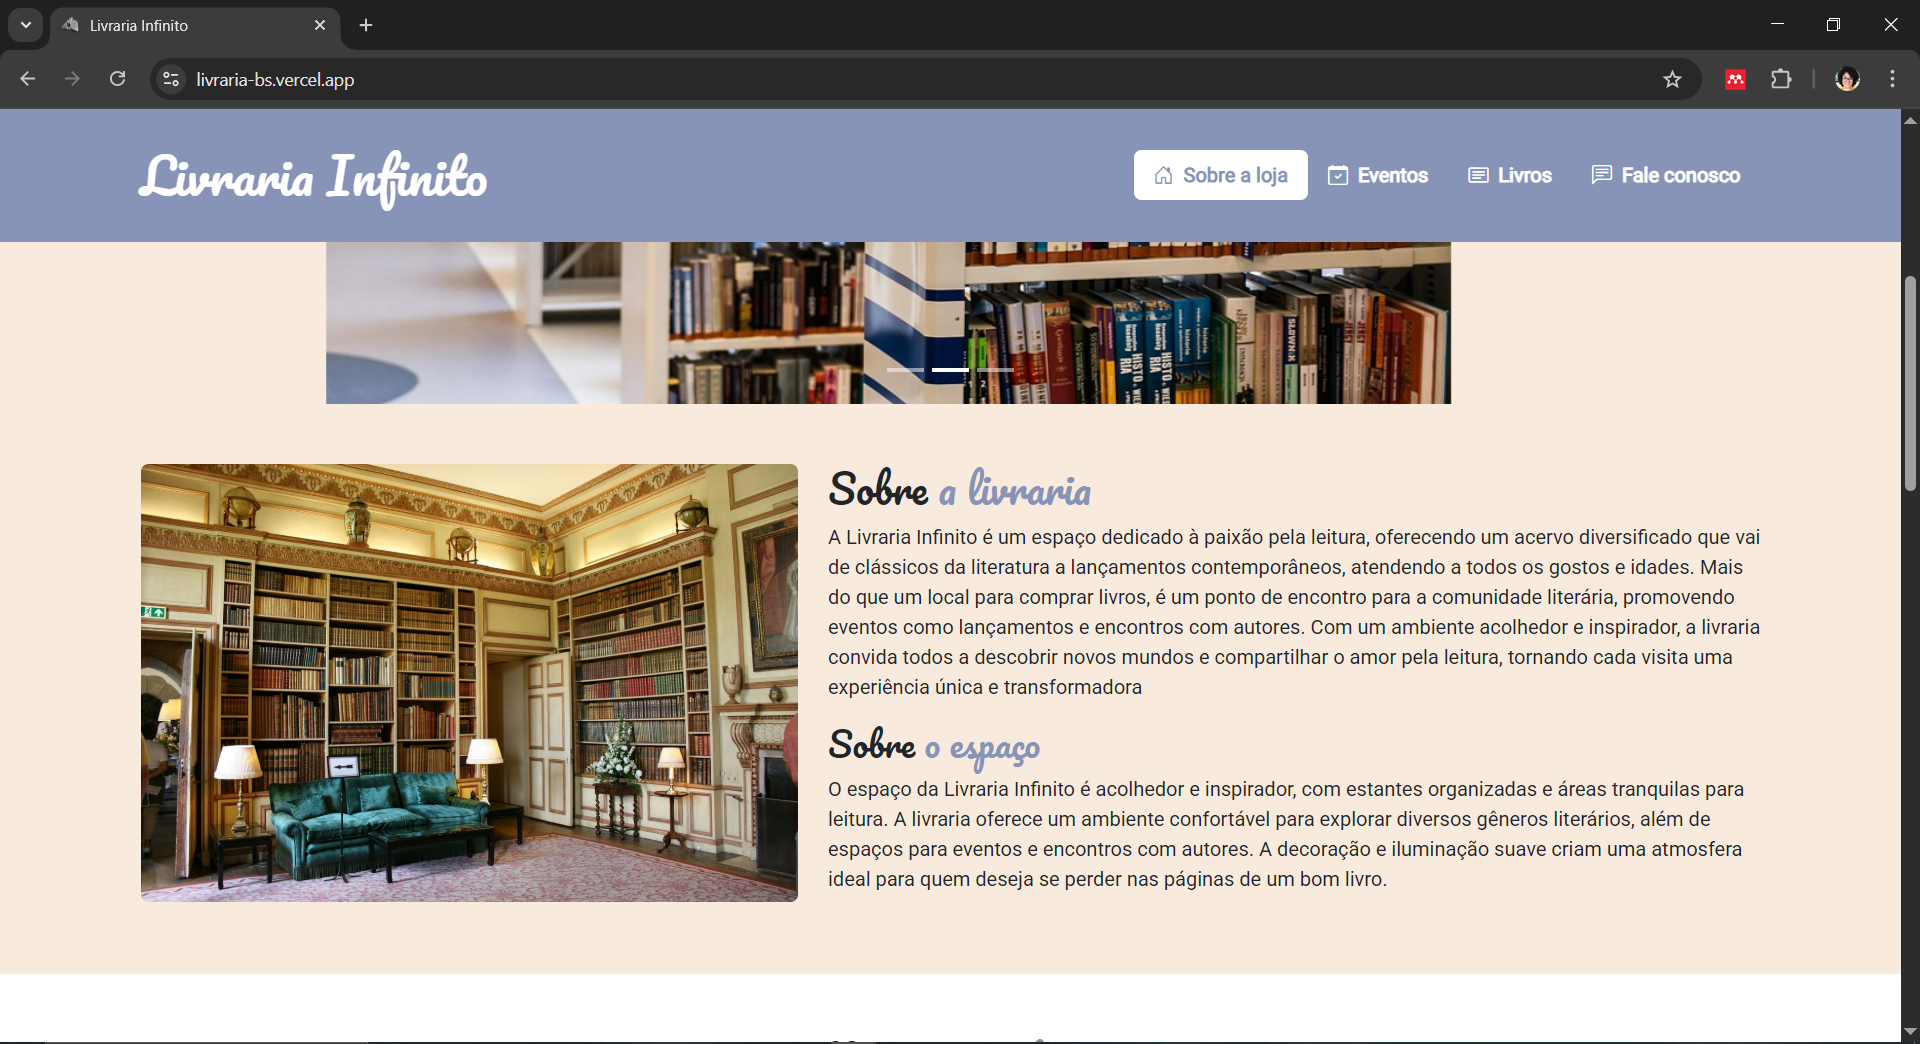 Livraria Infinito
livraria-bs.vercel.app
Livraria Infinito
Sobre a loja
Eventos
Livros
Fale conosco
HISTO
RIA
HISTO
RIA
SŁOWNIK
Sobre a livraria
A Livraria Infinito é um espaço dedicado à paixão pela leitura, oferecendo um acervo diversificado que vai
de clássicos da literatura a lançamentos contemporâneos, atendendo a todos os gostos e idades. Mais
do que um local para comprar livros, é um ponto de encontro para a comunidade literária, promovendo
eventos como lançamentos e encontros com autores. Com um ambiente acolhedor e inspirador, a livraria
convida todos a descobrir novos mundos e compartilhar o amor pela leitura, tornando cada visita uma
experiência única e transformadora
Sobre o espaço
O espaço da Livraria Infinito é acolhedor e inspirador, com estantes organizadas e áreas tranquilas para
leitura. A livraria oferece um ambiente confortável para explorar diversos gêneros literários, além de
espaços para eventos e encontros com autores. A decoração e iluminação suave criam uma atmosfera
ideal para quem deseja se perder nas páginas de um bom livro.